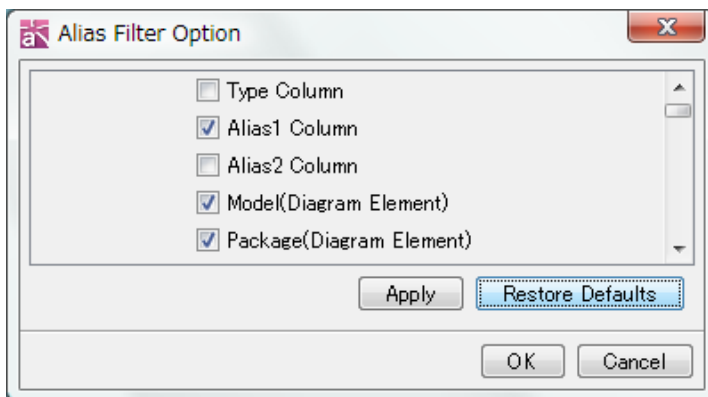 Alias Filter Option
Type Column
Alias1 Column
Alias2 Column
Model(Diagram Element)
Package(Diagram Element)
Apply Restore Defaults
OK Cancel